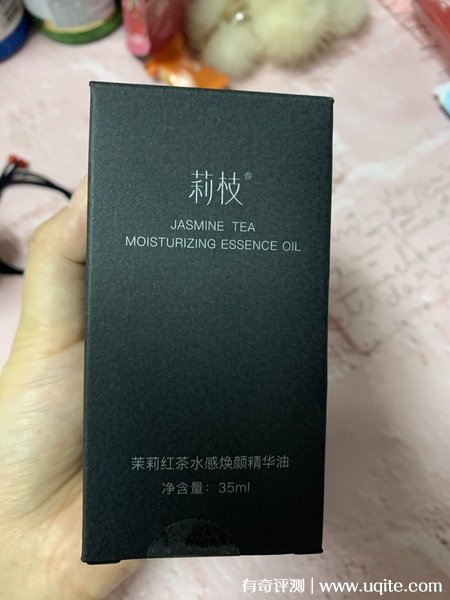 莉枝®
JASMINE TEA
MOISTURIZING ESSENCE OIL
茉莉红茶水感焕颜精华油
净含量：35ml
有奇评测 | www.uqite.com